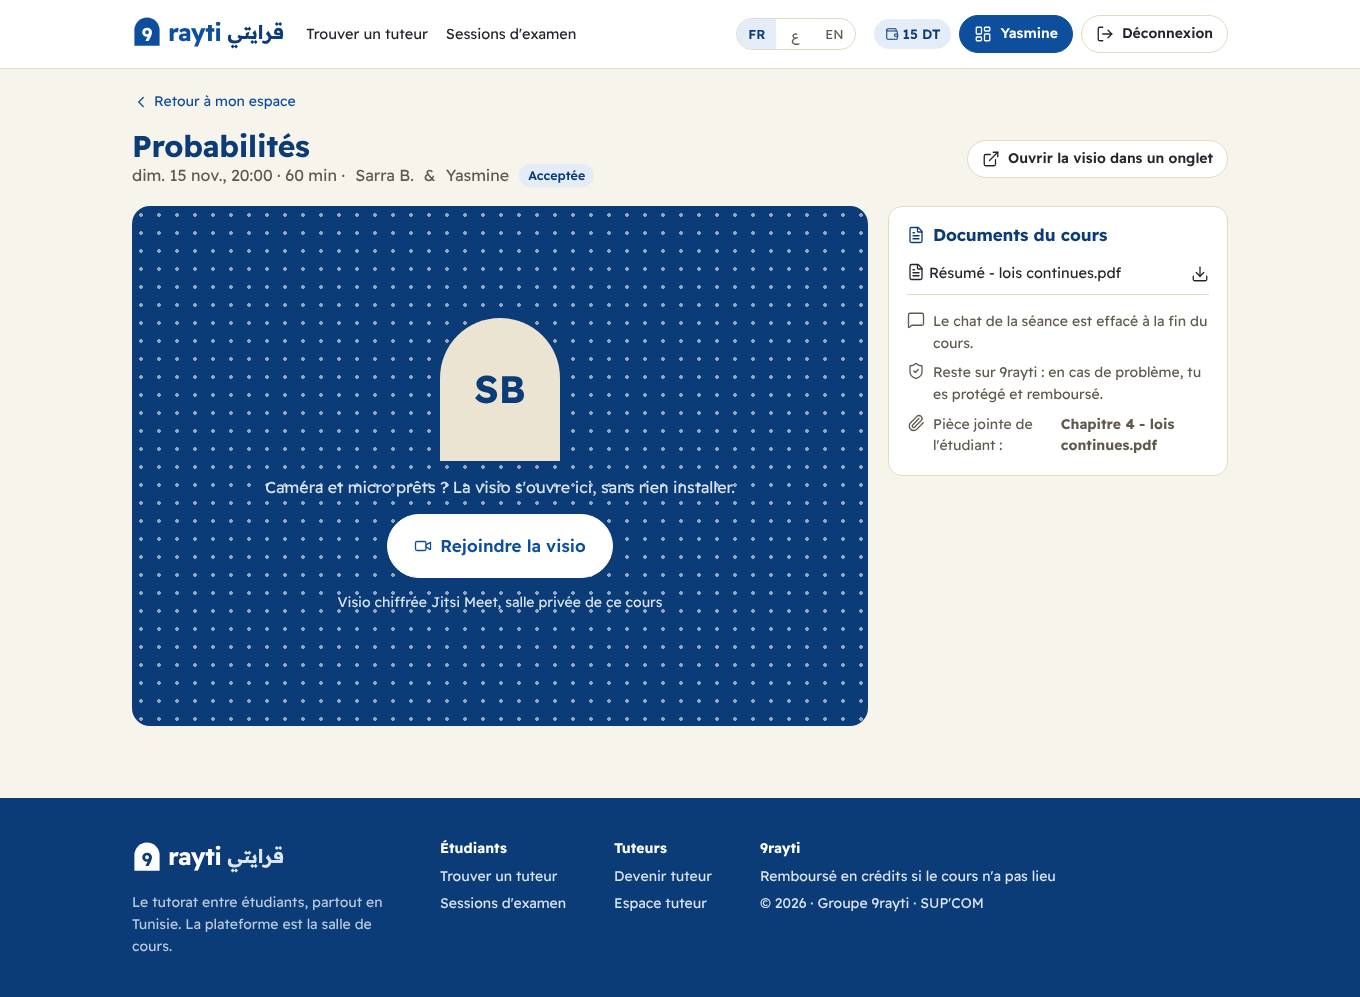 9 rayti قرايتي
Trouver un tuteur
Sessions d'examen
FR
ع
EN
15 DT
Yasmine
Déconnexion
Retour à mon espace
Probabilités
dim. 15 nov., 20:00 · 60 min · Sarra B. & Yasmine
Acceptée
Ouvrir la visio dans un onglet
SB
Caméra et micro prêts ? La visio s'ouvre ici, sans rien installer.
Rejoindre la visio
Visio chiffrée Jitsi Meet, salle privée de ce cours
Documents du cours
Résumé - lois continues.pdf
Le chat de la séance est effacé à la fin du
cours.
Reste sur 9rayti : en cas de problème, tu
es protégé et remboursé.
Pièce jointe de
l'étudiant :
Chapitre 4 - lois
continues.pdf
9 rayti قرايتي
Le tutorat entre étudiants, partout en
Tunisie. La plateforme est la salle de
cours.
Étudiants
Trouver un tuteur
Sessions d'examen
Tuteurs
Devenir tuteur
Espace tuteur
9rayti
Remboursé en crédits si le cours n'a pas lieu
© 2026 · Groupe 9rayti · SUP'COM